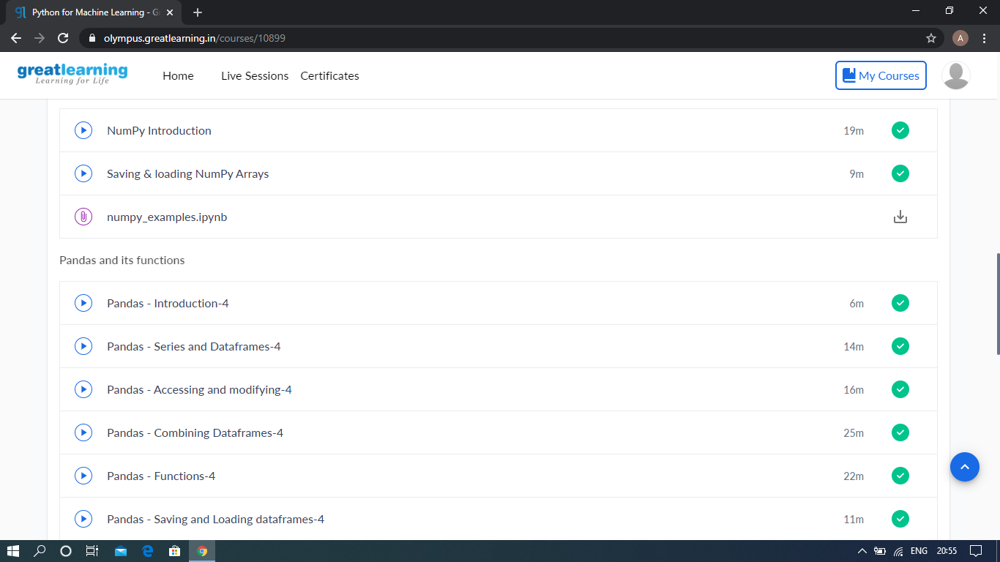 Python for Machine Learning - G
olympus.greatlearning.in/courses/10899
A
greatlearning
Learning for Life
Home
Live Sessions
Certificates
My Courses
NumPy Introduction
19m
Saving & loading NumPy Arrays
9m
numpy_examples.ipynb
Pandas and its functions
Pandas - Introduction-4
6m
Pandas - Series and Dataframes-4
14m
Pandas - Accessing and modifying-4
16m
Pandas - Combining Dataframes-4
25m
Pandas - Functions-4
22m
Pandas - Saving and Loading dataframes-4
11m
ENG
20:55